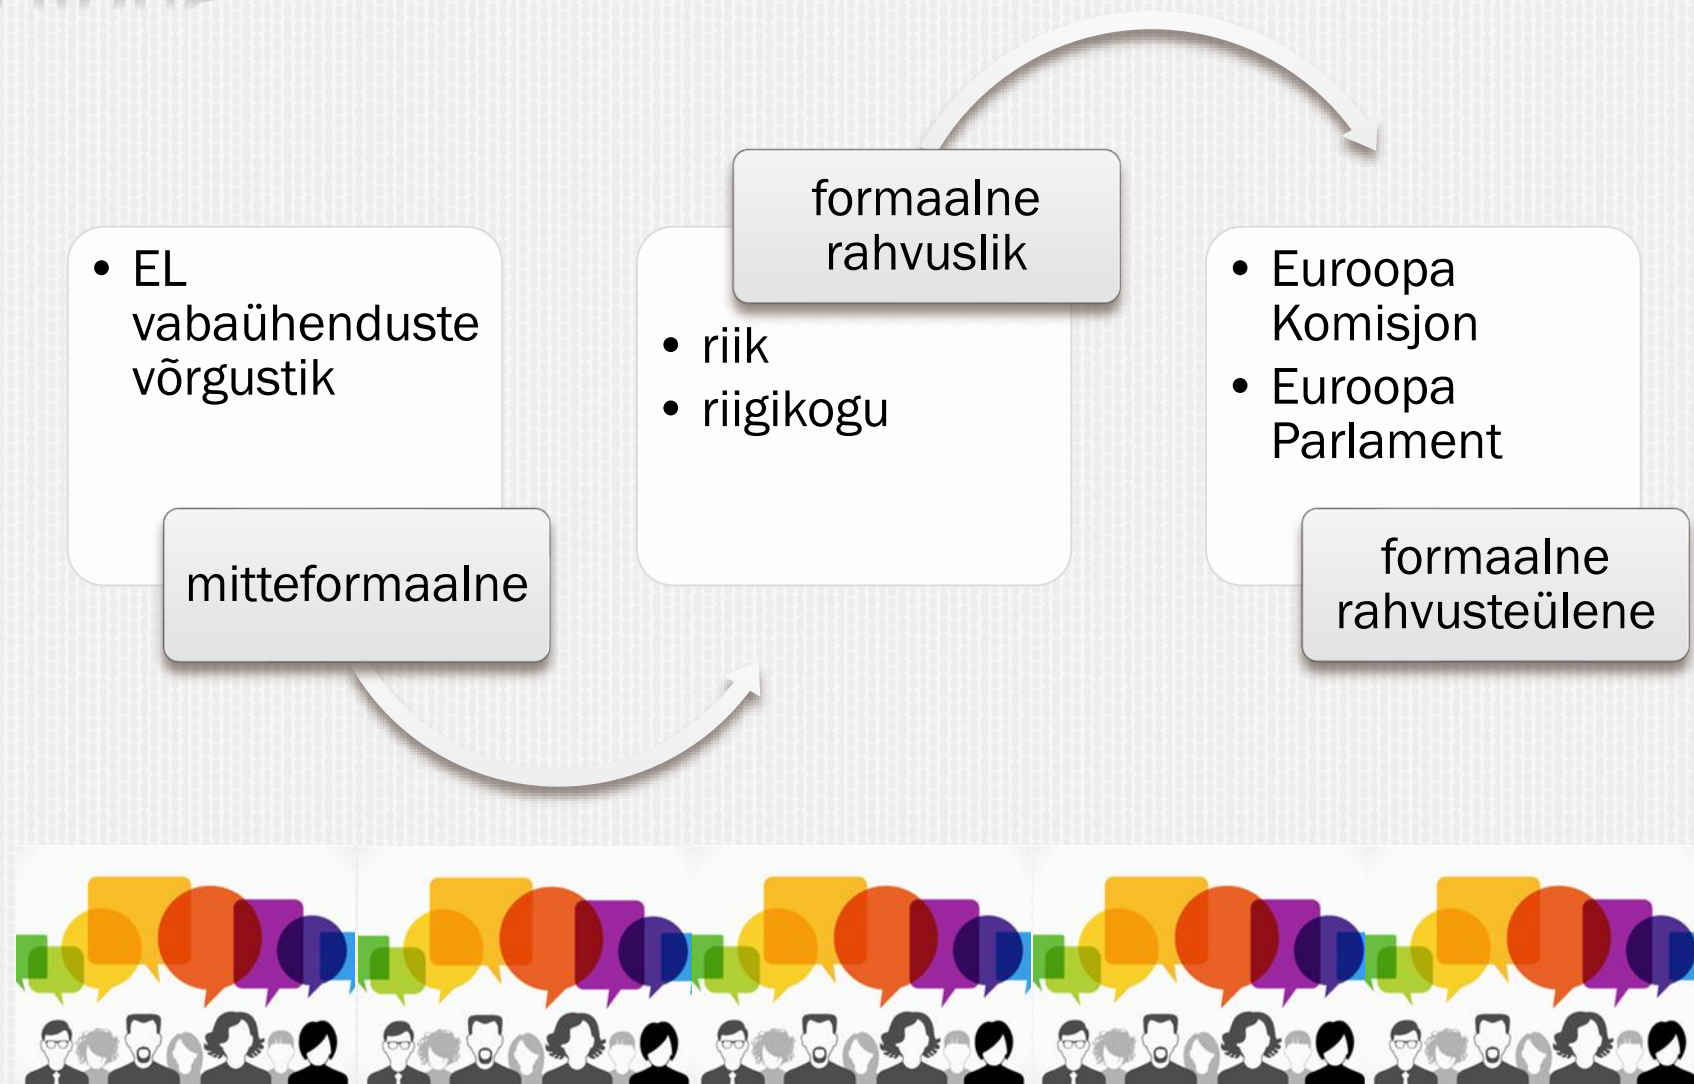 • EL
vabaühenduste
võrgustik
mitteformaalne
formaalne
rahvuslik
• riik
• riigikogu
• Euroopa
Komisjon
• Euroopa
Parlament
formaalne
rahvusteülene